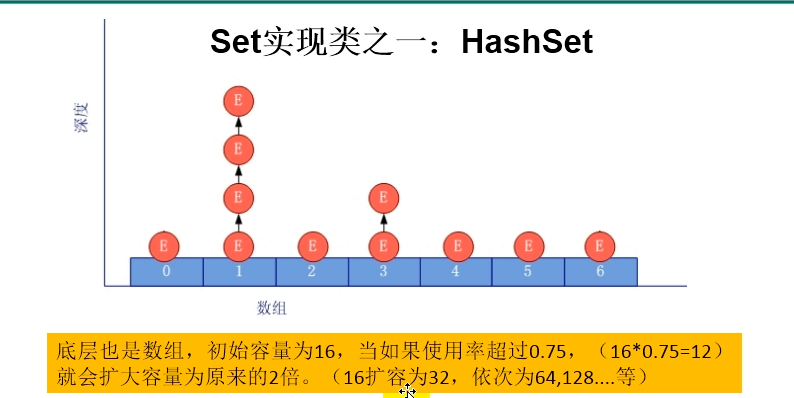 Set实现类之一：HashSet
深度
E
E
E E
E E E E E E E
0 1 2 3 4 5 6
数组
底层也是数组，初始容量为16，当如果使用率超过0.75，（16*0.75=12）
就会扩大容量为原来的2倍。（16扩容为32，依次为64,128....等）